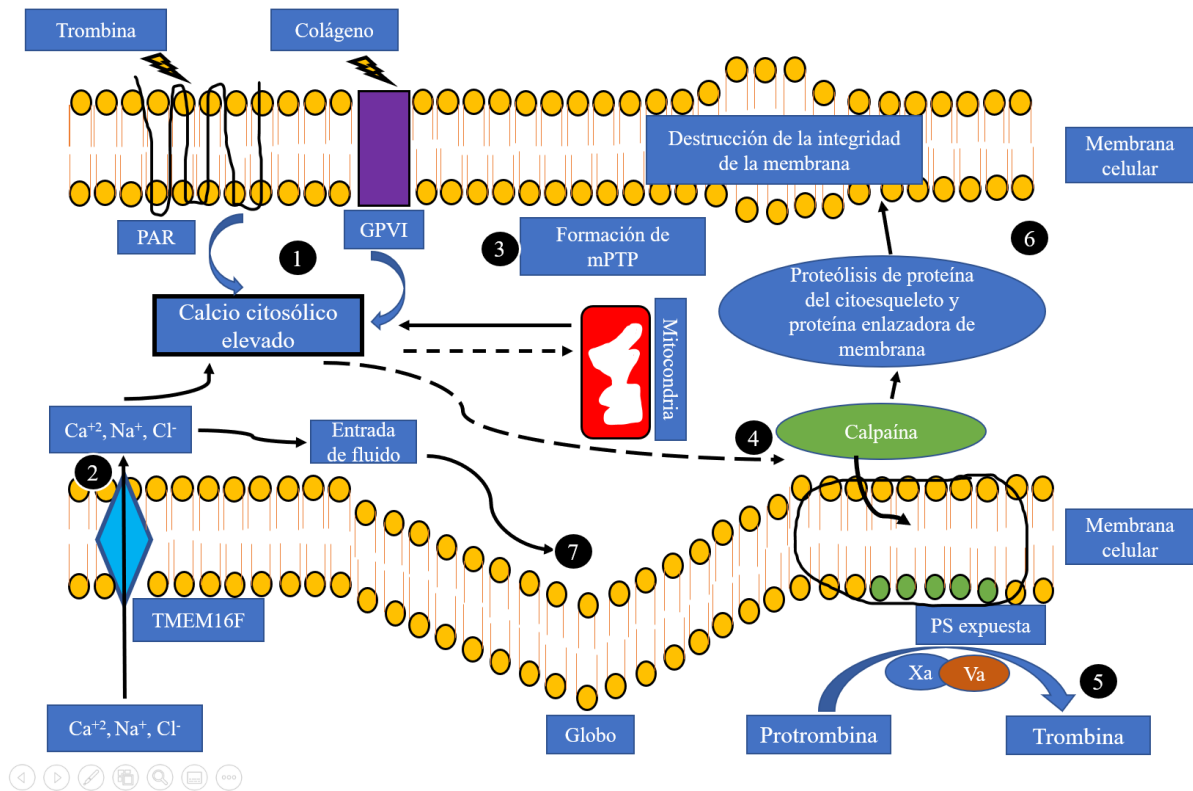 Trombina
Colágeno
Destrucción de la integridad
de la membrana
Membrana
celular
PAR
GPVI
1
3
Formación de
mPTP
6
Proteólisis de proteína
del citoesqueleto y
proteína enlazadora de
membrana
Calcio citosólico
elevado
Mitocondria
Ca⁺², Na⁺, Cl⁻
Entrada
de fluido
4
Calpaína
2
7
Membrana
celular
TMEM16F
PS expuesta
Xa
Va
5
Ca⁺², Na⁺, Cl⁻
Globo
Protrombina
Trombina